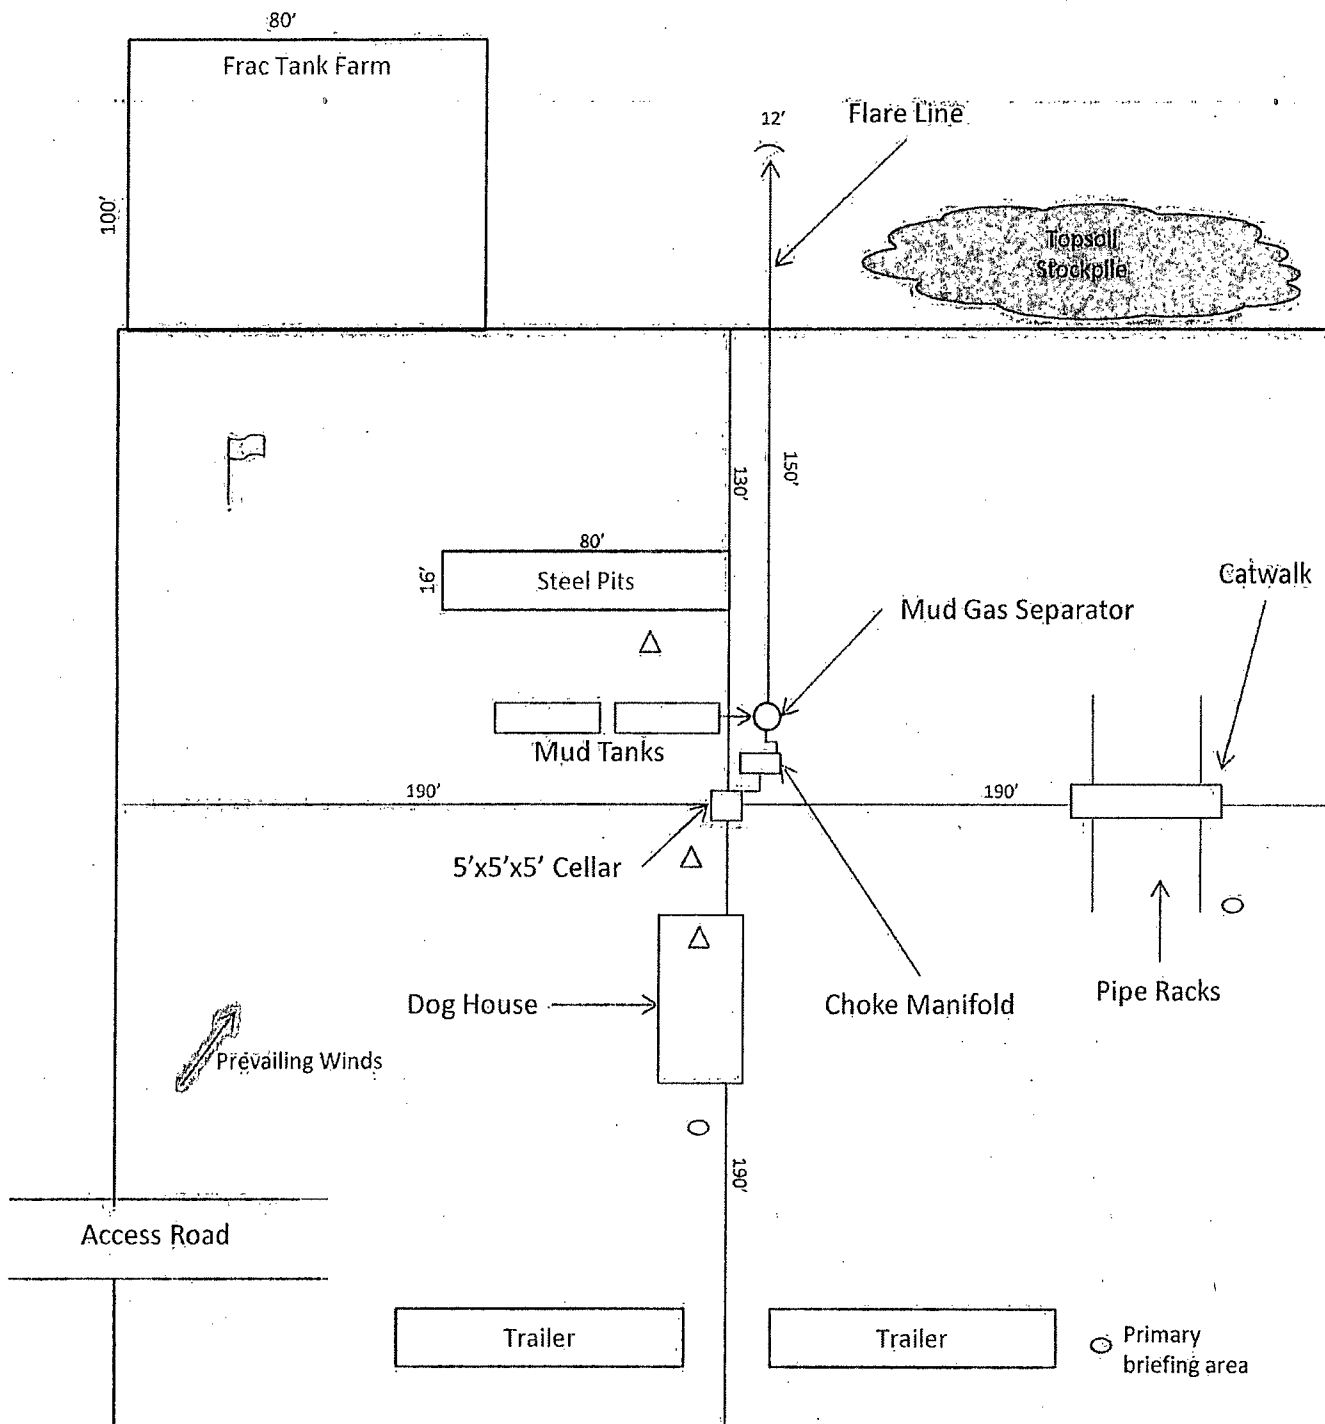 80'
Frac Tank Farm
100'
12'
Flare Line
Topsoil
Stockpile
130'
150'
80'
16'
Steel Pits
Catwalk
Mud Gas Separator
Mud Tanks
190'
190'
5'x5'x5' Cellar
Dog House
Choke Manifold
Pipe Racks
Prevailing Winds
190'
Access Road
Trailer
Trailer
Primary
briefing area